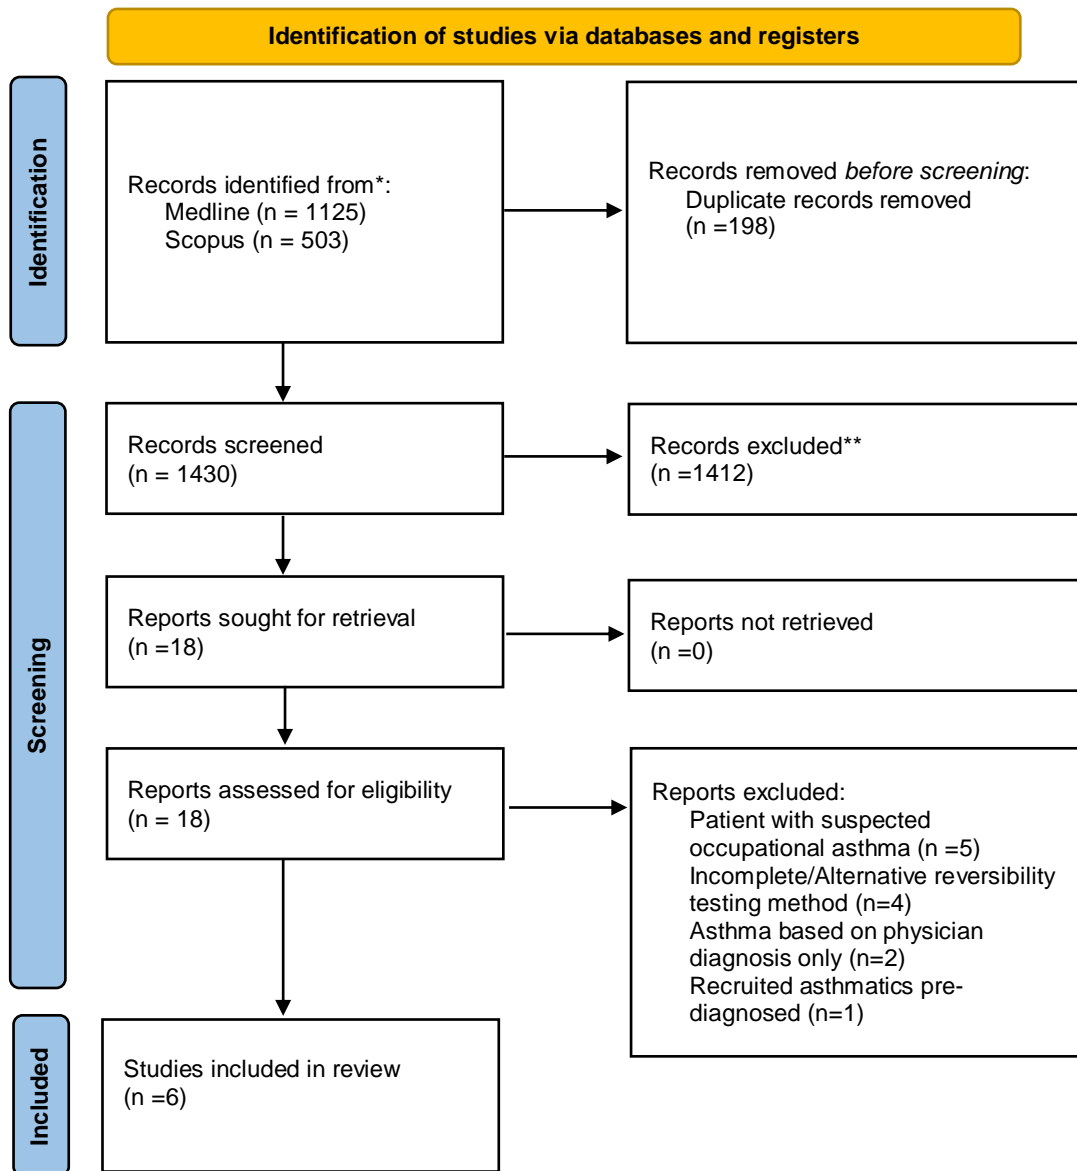 Identification of studies via databases and registers
Identification
Records identified from*:
Medline (n = 1125)
Scopus (n = 503)
Records removed before screening:
Duplicate records removed
(n =198)
Screening
Records screened
(n = 1430)
Records excluded**
(n =1412)
Reports sought for retrieval
(n =18)
Reports not retrieved
(n =0)
Reports assessed for eligibility
(n = 18)
Reports excluded:
Patient with suspected
occupational asthma (n =5)
Incomplete/Alternative reversibility
testing method (n=4)
Asthma based on physician
diagnosis only (n=2)
Recruited asthmatics pre-
diagnosed (n=1)
Included
Studies included in review
(n =6)